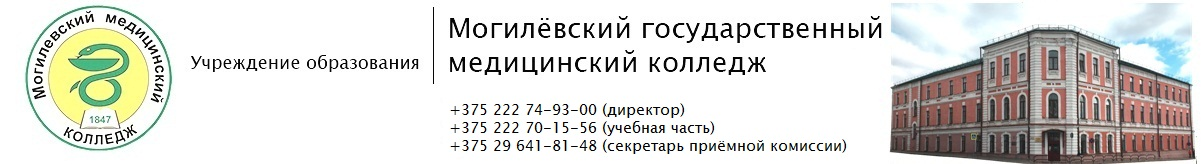 Могилевский медицинский
1847
КОЛЛЕДЖ
Учреждение образования
Могилёвский государственный
медицинский колледж
+375 222 74-93-00 (директор)
+375 222 70-15-56 (учебная часть)
+375 29 641-81-48 (секретарь приёмной комиссии)